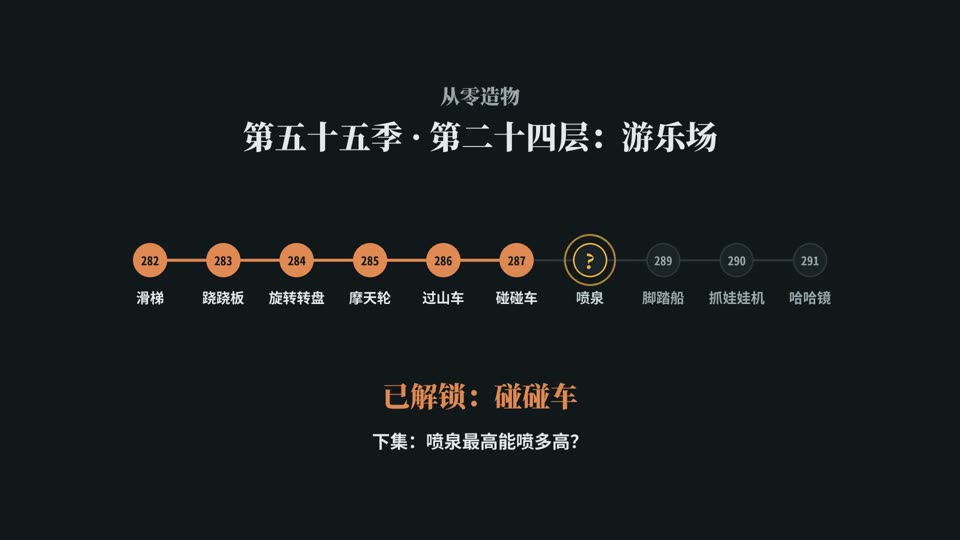 从零造物
第五十五季 · 第二十四层：游乐场
282 283 284 285 286 287 ? 289 290 291
滑梯 跷跷板 旋转转盘 摩天轮 过山车 碰碰车 喷泉 脚踏船 抓娃娃机 哈哈镜
已解锁：碰碰车
下集：喷泉最高能喷多高？